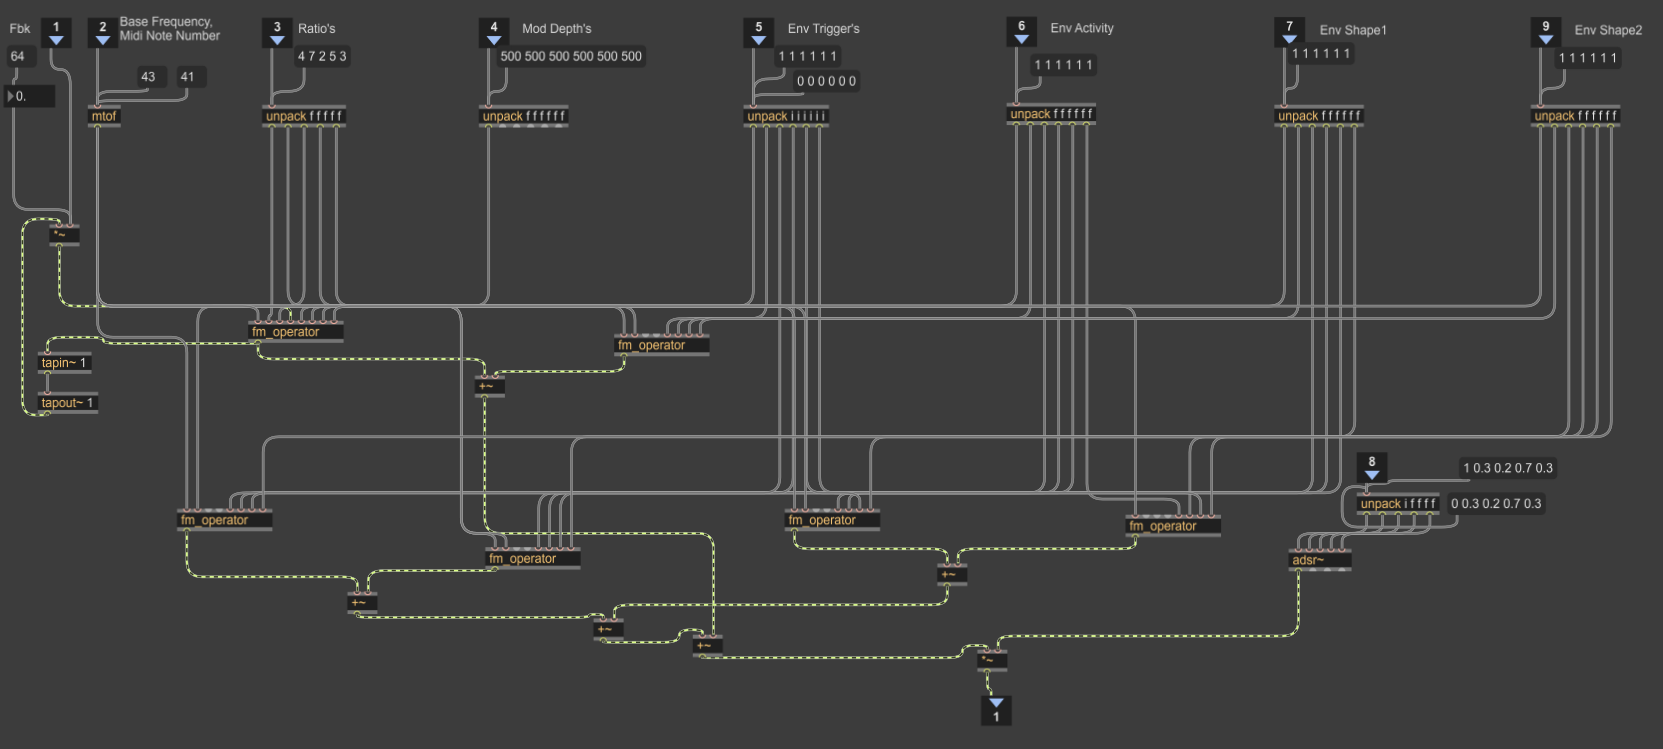 Fbk
1
2
Base Frequency,
Midi Note Number
3
Ratio's
4
Mod Depth's
5
Env Trigger's
6
Env Activity
7
Env Shape1
9
Env Shape2
64
0.
43
41
4 7 2 5 3
500 500 500 500 500 500
1 1 1 1 1 1
0 0 0 0 0 0
1 1 1 1 1 1
1 1 1 1 1 1
1 1 1 1 1 1
mtof
unpack f f f f f
unpack f f f f f f
unpack i i i i i i
unpack f f f f f f
unpack f f f f f f
unpack f f f f f f
*~
fm_operator
fm_operator
tapin~ 1
+~
tapout~ 1
8
1 0.3 0.2 0.7 0.3
unpack i f f f f
0 0.3 0.2 0.7 0.3
fm_operator
fm_operator
fm_operator
fm_operator
adsr~
+~
+~
+~
+~
*~
1